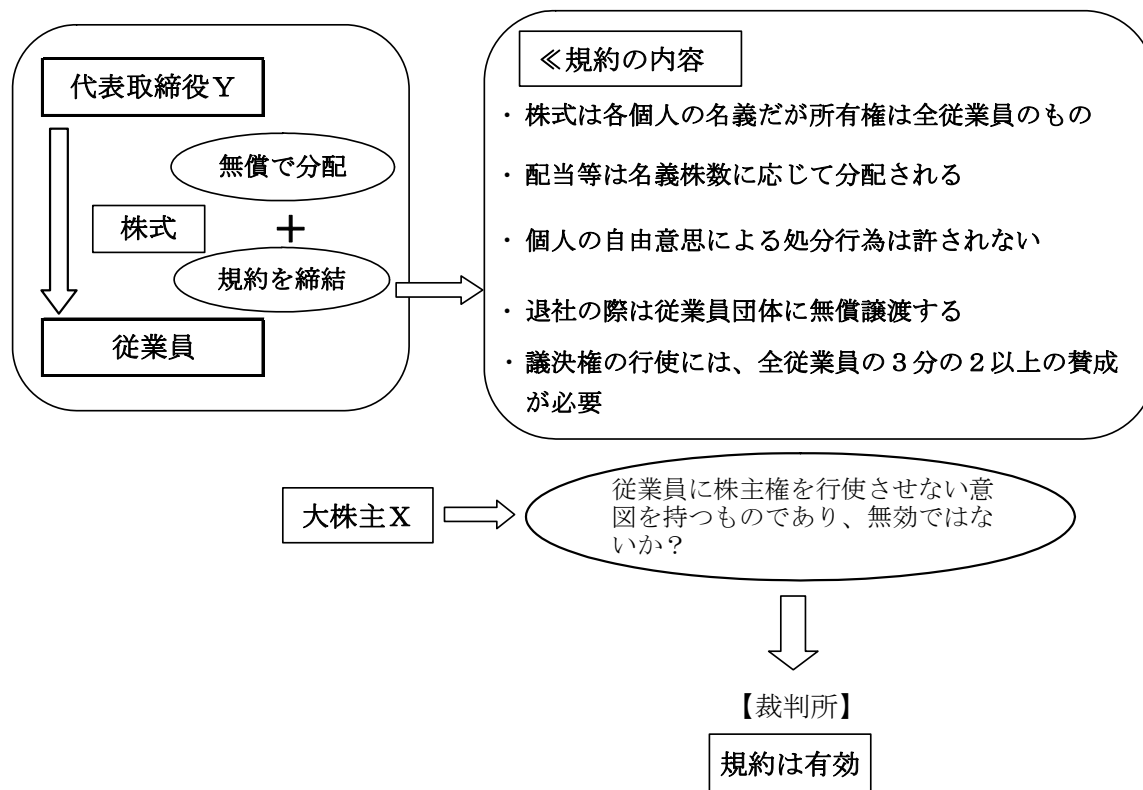 代表取締役Y
無償で分配
株式
＋
規約を締結
従業員
≪規約の内容
・株式は各個人の名義だが所有権は全従業員のもの
・配当等は名義株数に応じて分配される
・個人の自由意思による処分行為は許されない
・退社の際は従業員団体に無償譲渡する
・議決権の行使には、全従業員の３分の２以上の賛成
が必要
大株主X
従業員に株主権を行使させない意
図を持つものであり、無効ではな
いか？
【裁判所】
規約は有効